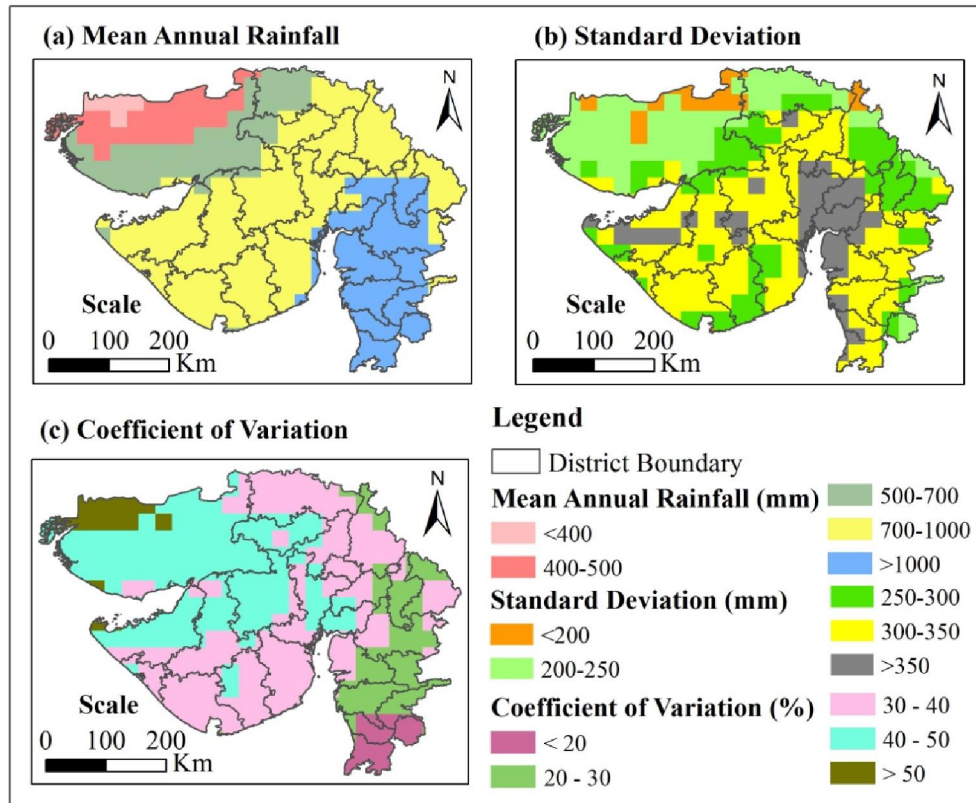 (a) Mean Annual Rainfall
N
Scale
0 100 200
Km
(b) Standard Deviation
N
Scale
0 100 200
Km
(c) Coefficient of Variation
N
Scale
0 100 200
Km
Legend
District Boundary
Mean Annual Rainfall (mm)
<400
400-500
500-700
700-1000
>1000
Standard Deviation (mm)
<200
200-250
250-300
300-350
>350
Coefficient of Variation (%)
< 20
20 - 30
30 - 40
40 - 50
> 50